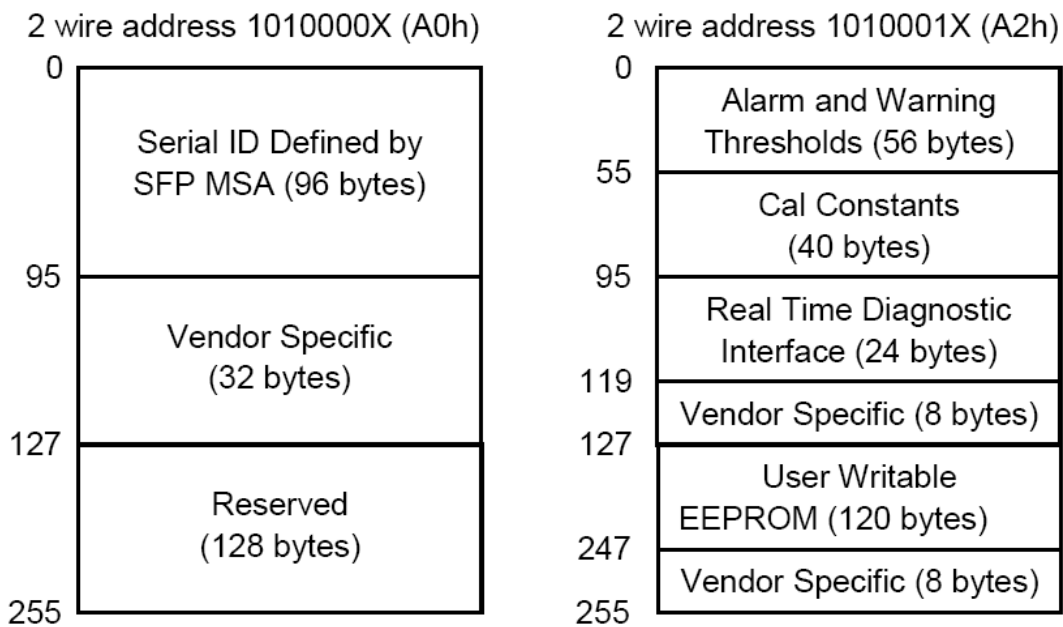 2 wire address 1010000X (A0h)
0
Serial ID Defined by
SFP MSA (96 bytes)
95
Vendor Specific
(32 bytes)
127
Reserved
(128 bytes)
255
2 wire address 1010001X (A2h)
0
Alarm and Warning
Thresholds (56 bytes)
55
Cal Constants
(40 bytes)
95
Real Time Diagnostic
Interface (24 bytes)
119
Vendor Specific (8 bytes)
127
User Writable
EEPROM (120 bytes)
247
Vendor Specific (8 bytes)
255